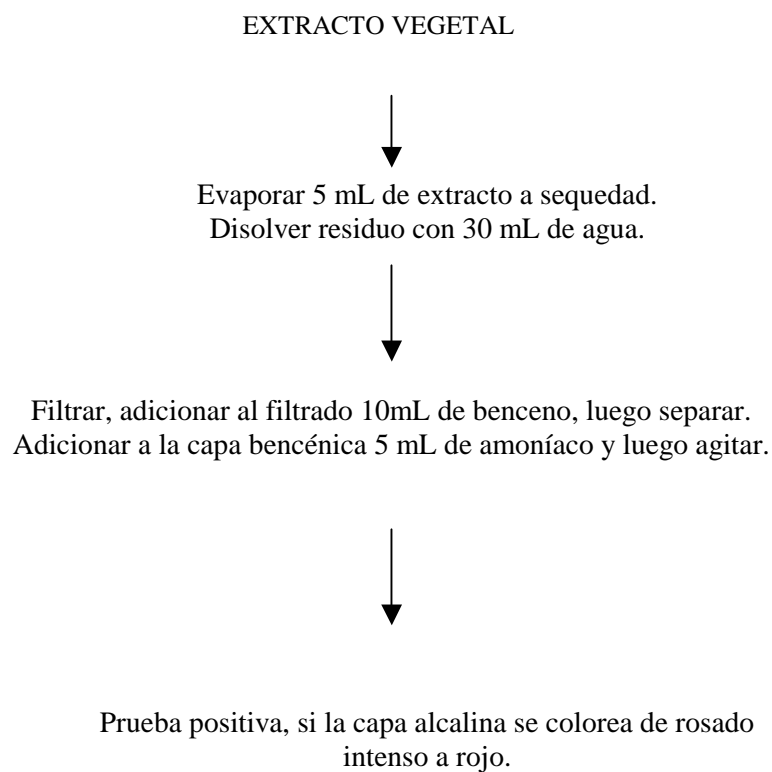 EXTRACTO VEGETAL
Evaporar 5 mL de extracto a sequedad.
Disolver residuo con 30 mL de agua.
Filtrar, adicionar al filtrado 10mL de benceno, luego separar.
Adicionar a la capa bencénica 5 mL de amoníaco y luego agitar.
Prueba positiva, si la capa alcalina se colorea de rosado
intenso a rojo.